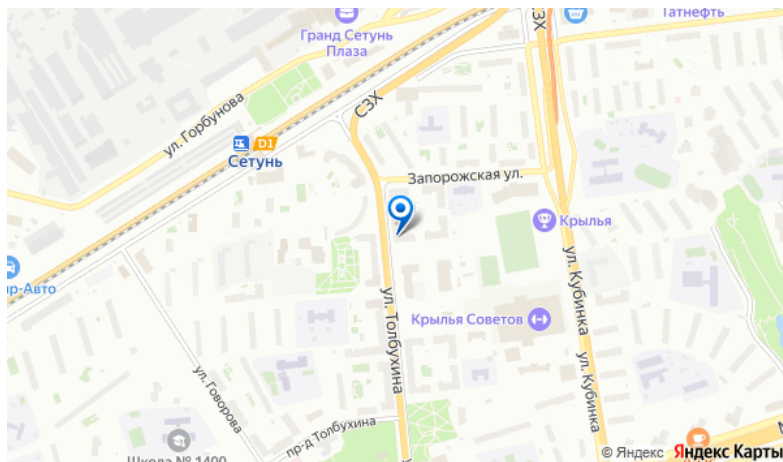 Гранд Сетунь
Плаза
Татнефть
СЗХ
СЗХ
ул. Горбунова
D1
Сетунь
Запорожская ул.
Крылья
ул. Кубинка
ир-Авто
ул. Толбухина
Крылья Советов
ул. Кубинка
ул. Говорова
пр-д Толбухина
Школа № 1400
© Яндекс Яндекс Карты